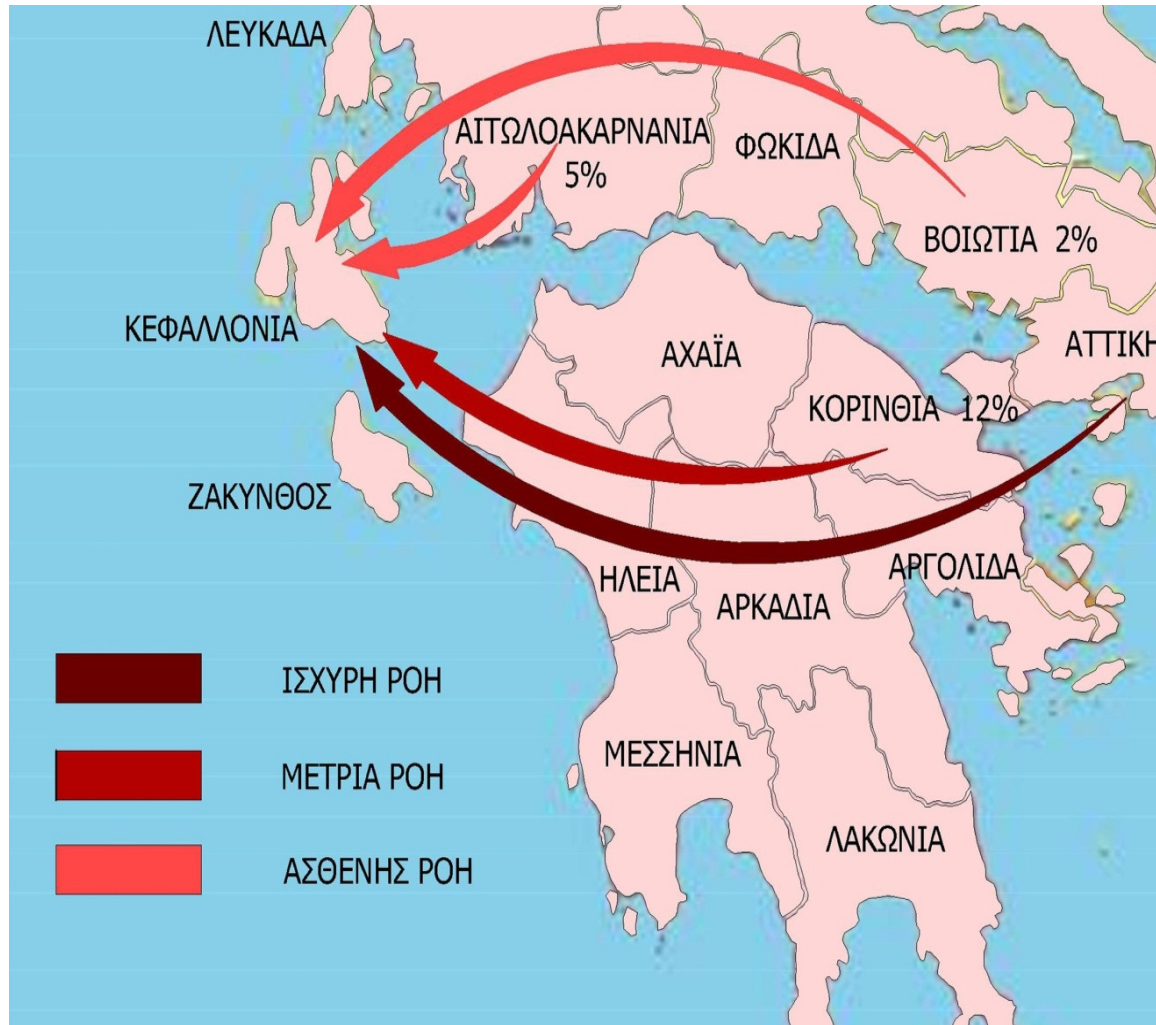 ΛΕΥΚΑΔΑ
ΑΙΤΩΛΟΑΚΑΡΝΑΝΙΑ
5%
ΦΩΚΙΔΑ
ΒΟΙΩΤΙΑ 2%
ΚΕΦΑΛΛΟΝΙΑ
ΑΧΑΪΑ
ΑΤΤΙΚΗ
ΚΟΡΙΝΘΙΑ 12%
ΖΑΚΥΝΘΟΣ
ΗΛΕΙΑ
ΑΡΚΑΔΙΑ
ΑΡΓΟΛΙΔΑ
ΙΣΧΥΡΗ ΡΟΗ
ΜΕΣΣΗΝΙΑ
ΜΕΤΡΙΑ ΡΟΗ
ΛΑΚΩΝΙΑ
ΑΣΘΕΝΗΣ ΡΟΗ